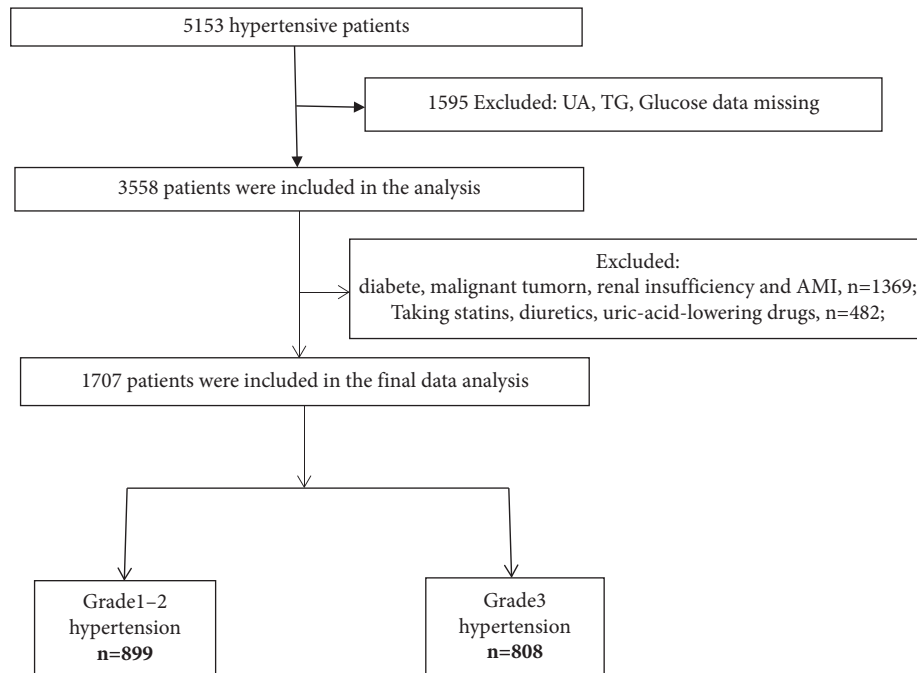 5153 hypertensive patients
1595 Excluded: UA, TG, Glucose data missing
3558 patients were included in the analysis
Excluded:
diabete, malignant tumorn, renal insufficiency and AMI, n=1369;
Taking statins, diuretics, uric-acid-lowering drugs, n=482;
1707 patients were included in the final data analysis
Grade1–2
hypertension
n=899
Grade3
hypertension
n=808